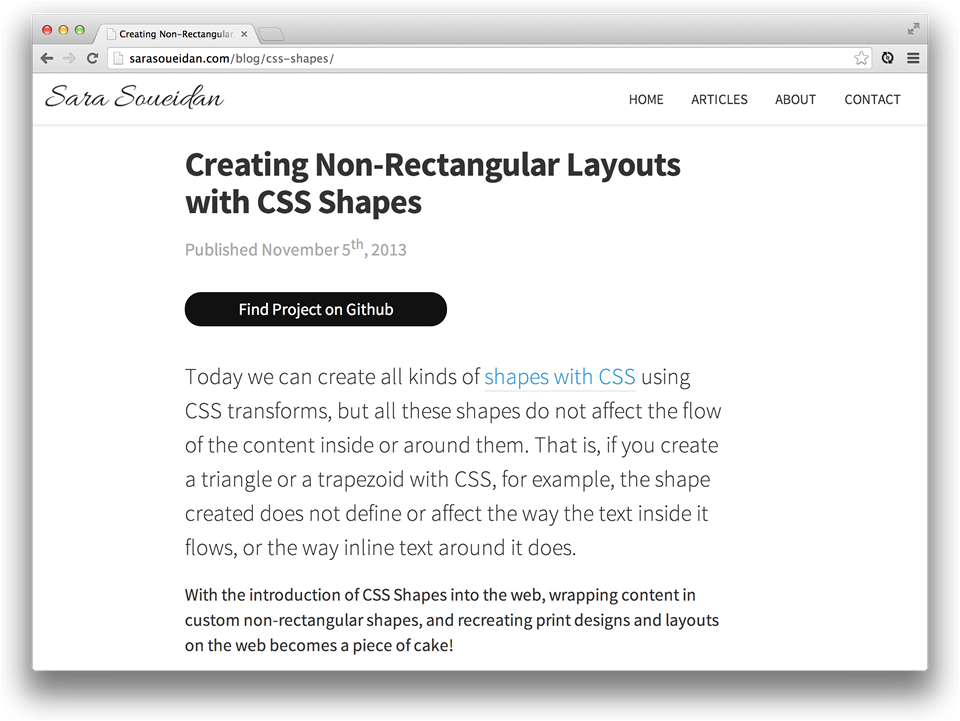 Creating Non-Rectangular
sarasoueidan.com/blog/css-shapes/
Sara Soueidan
HOME ARTICLES ABOUT CONTACT
Creating Non-Rectangular Layouts
with CSS Shapes
Published November 5th, 2013
Find Project on Github
Today we can create all kinds of shapes with CSS using
CSS transforms, but all these shapes do not affect the flow
of the content inside or around them. That is, if you create
a triangle or a trapezoid with CSS, for example, the shape
created does not define or affect the way the text inside it
flows, or the way inline text around it does.
With the introduction of CSS Shapes into the web, wrapping content in
custom non-rectangular shapes, and recreating print designs and layouts
on the web becomes a piece of cake!